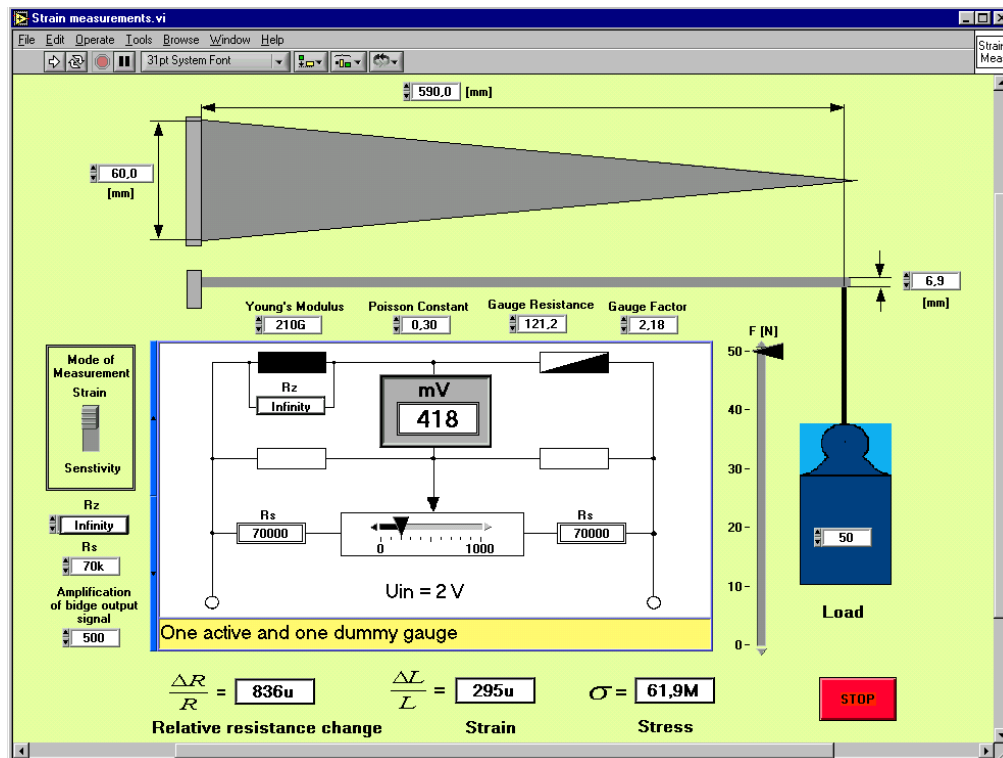 Strain measurements.vi
File Edit Operate Tools Browse Window Help
31pt System Font
Strain
Meas
590,0 [mm]
60,0
[mm]
6,9
[mm]
Young's Modulus Poisson Constant Gauge Resistance Gauge Factor
210G 0,30 121,2 2,18
F [N]
50
40
30
20
10
0
Mode of
Measurement
Strain
Senstivity
Rz
Infinity
Rs
70k
Amplification
of bidge output
signal
500
Rz
Infinity
mV
418
Rs
70000
0 1000
Rs
70000
Uin = 2 V
One active and one dummy gauge
50
Load
ΔR/R = 836u
Relative resistance change
ΔL/L = 295u
Strain
σ = 61,9M
Stress
STOP